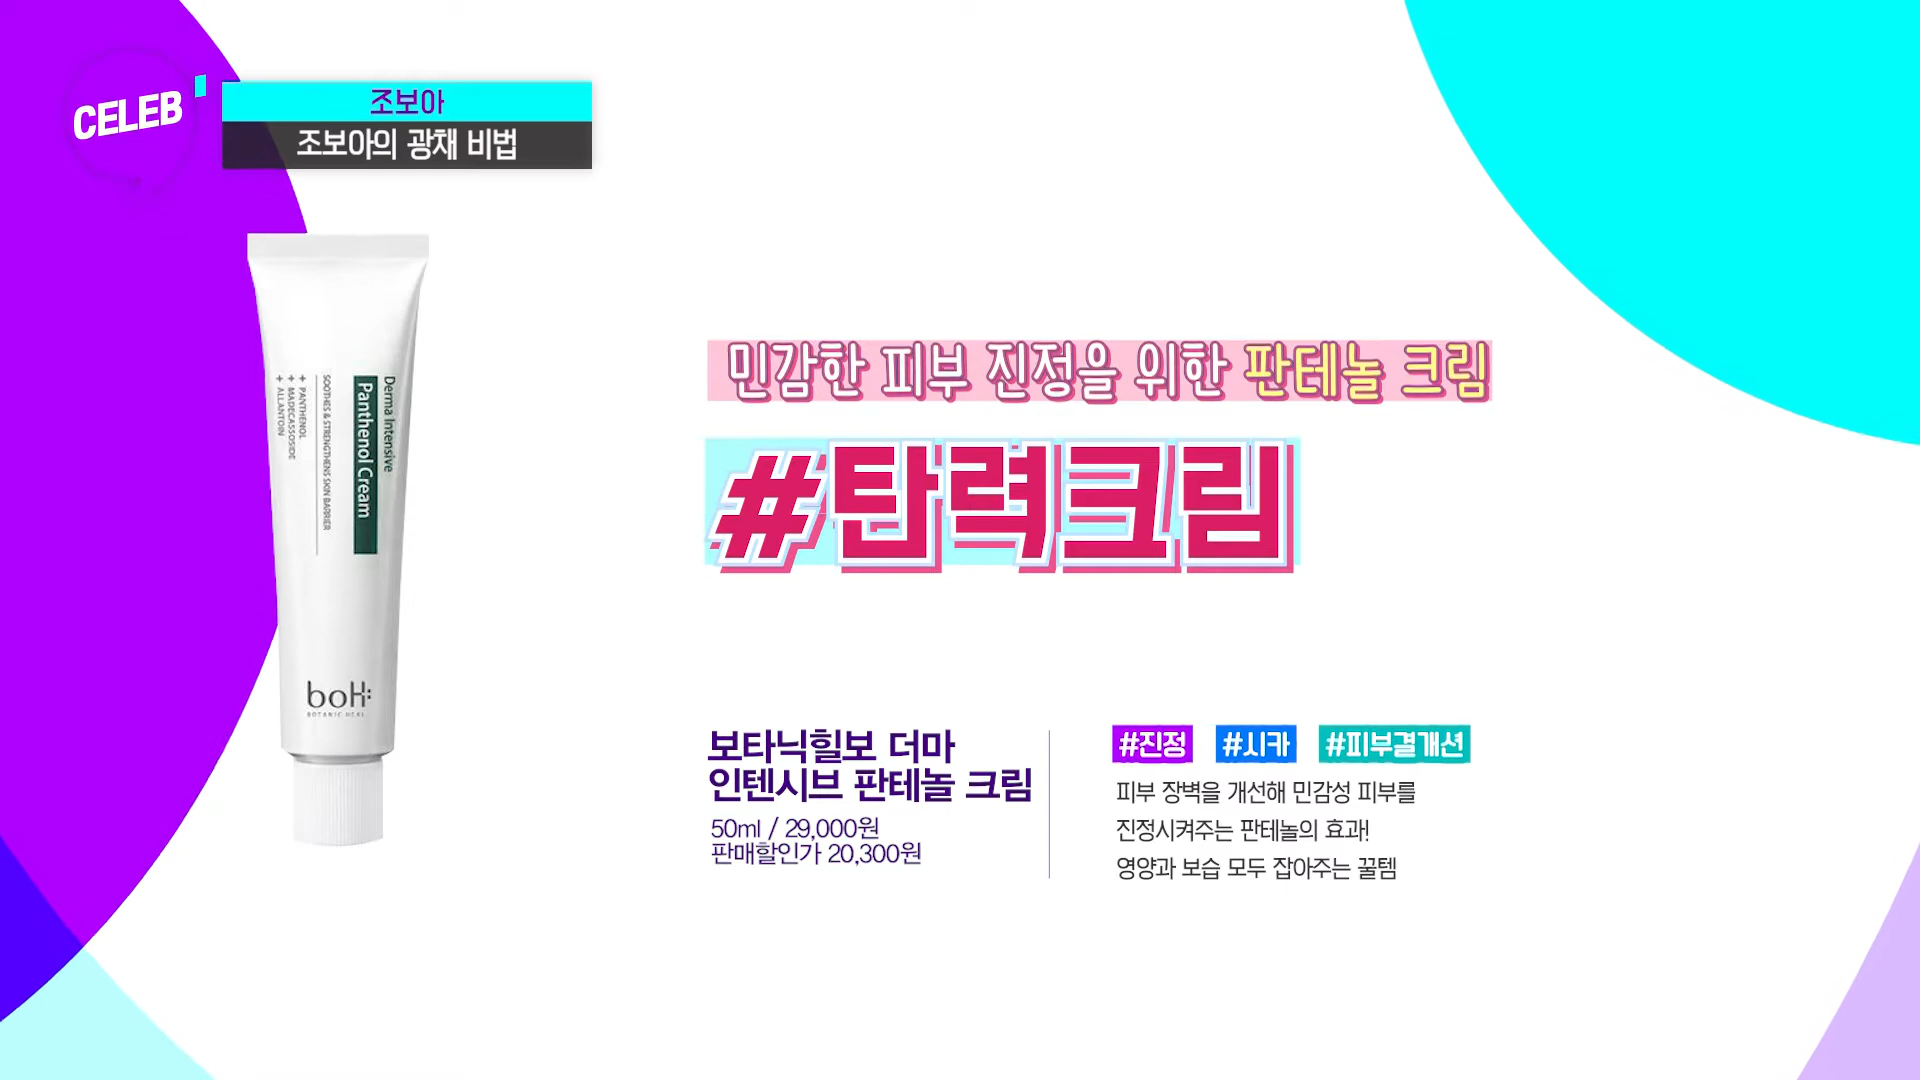 CELEB
조보아
조보아의 광채 비법
Derma Intensive
Panthenol Cream
SOOTHES & STRENGTHENS SKIN BARRIER
+ PANTHENOL
+ MADECASSOSIDE
+ ALLANTOIN
boH:
BOTANIC HEAL
민감한 피부 진정을 위한 판테놀 크림
#탄력크림
보타닉힐보 더마
인텐시브 판테놀 크림
50ml / 29,000원
판매할인가 20,300원
#진정 #시카 #피부결개선
피부 장벽을 개선해 민감성 피부를
진정시켜주는 판테놀의 효과!
영양과 보습 모두 잡아주는 꿀템